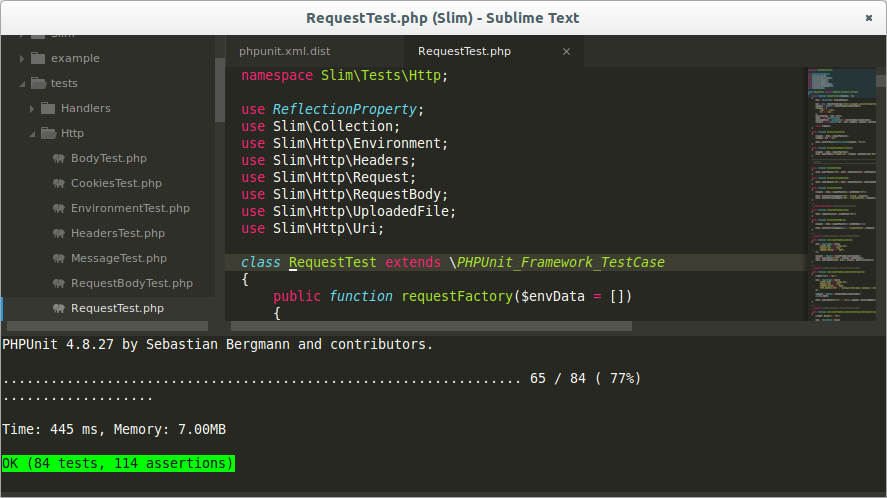 RequestTest.php (Slim) - Sublime Text
Slim
example
tests
Handlers
Http
BodyTest.php
CookiesTest.php
EnvironmentTest.php
HeadersTest.php
MessageTest.php
RequestBodyTest.php
RequestTest.php
phpunit.xml.dist
RequestTest.php
namespace Slim\Tests\Http;
use ReflectionProperty;
use Slim\Collection;
use Slim\Http\Environment;
use Slim\Http\Headers;
use Slim\Http\Request;
use Slim\Http\RequestBody;
use Slim\Http\UploadedFile;
use Slim\Http\Uri;
class RequestTest extends \PHPUnit_Framework_TestCase
{
public function requestFactory($envData = [])
{
PHPUnit 4.8.27 by Sebastian Bergmann and contributors.
................................................................. 65 / 84 ( 77%)
...................
Time: 445 ms, Memory: 7.00MB
OK (84 tests, 114 assertions)